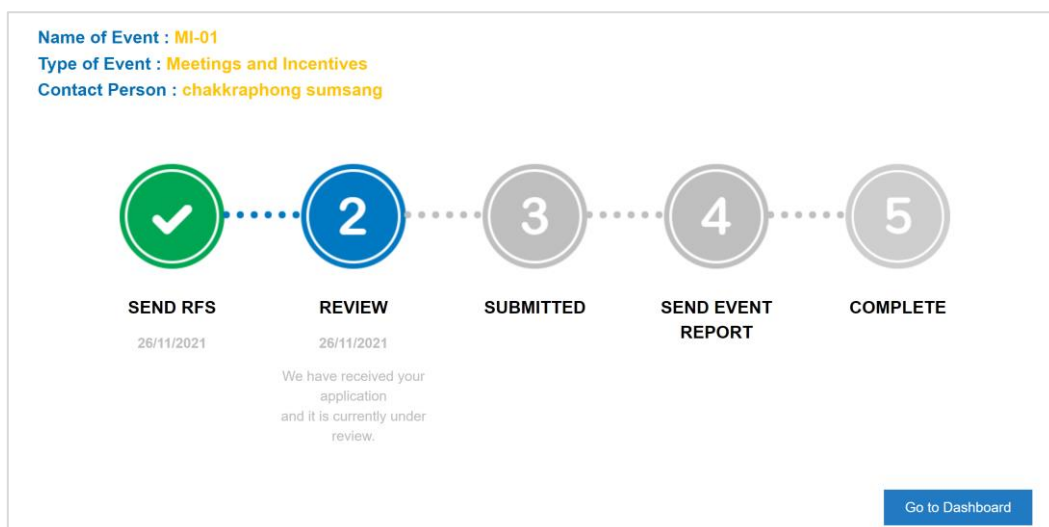 Name of Event : MI-01
Type of Event : Meetings and Incentives
Contact Person : chakkraphong sumsang
2
3
4
5
SEND RFS
REVIEW
SUBMITTED
SEND EVENT
REPORT
COMPLETE
26/11/2021
26/11/2021
We have received your
application
and it is currently under
review.
Go to Dashboard